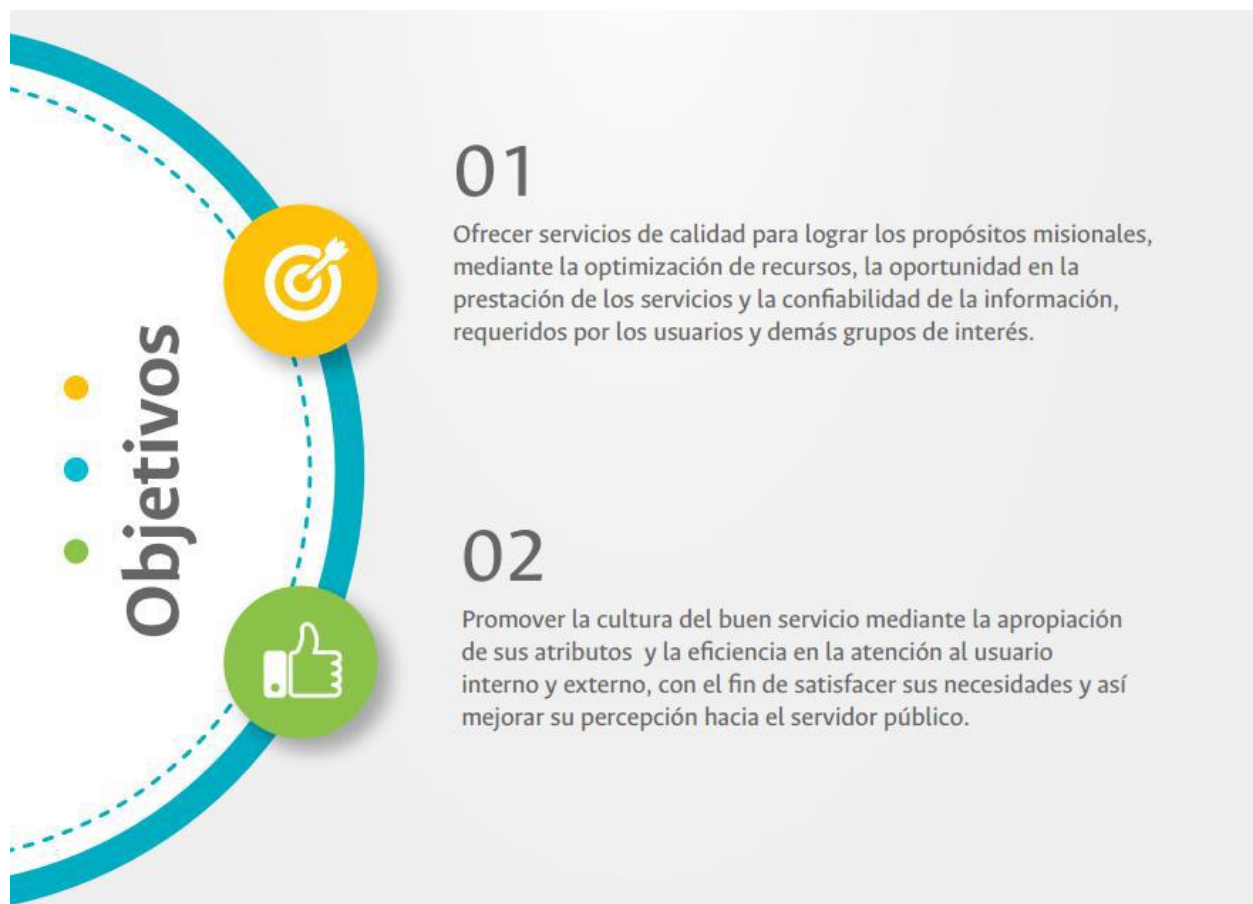 Objetivos
01
Ofrecer servicios de calidad para lograr los propósitos misionales,
mediante la optimización de recursos, la oportunidad en la
prestación de los servicios y la confiabilidad de la información,
requeridos por los usuarios y demás grupos de interés.
02
Promover la cultura del buen servicio mediante la apropiación
de sus atributos  y la eficiencia en la atención al usuario
interno y externo, con el fin de satisfacer sus necesidades y así
mejorar su percepción hacia el servidor público.